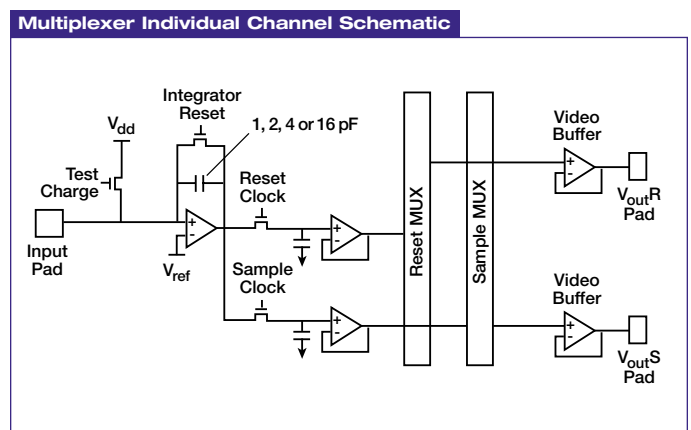 Multiplexer Individual Channel Schematic
Integrator
Reset
1, 2, 4 or 16 pF
Vdd
Test
Charge
Input
Pad
+
-
Vref
Reset
Clock
+
-
Sample
Clock
+
-
Reset MUX
Sample MUX
Video
Buffer
+
-
VoutR
Pad
Video
Buffer
+
-
VoutS
Pad